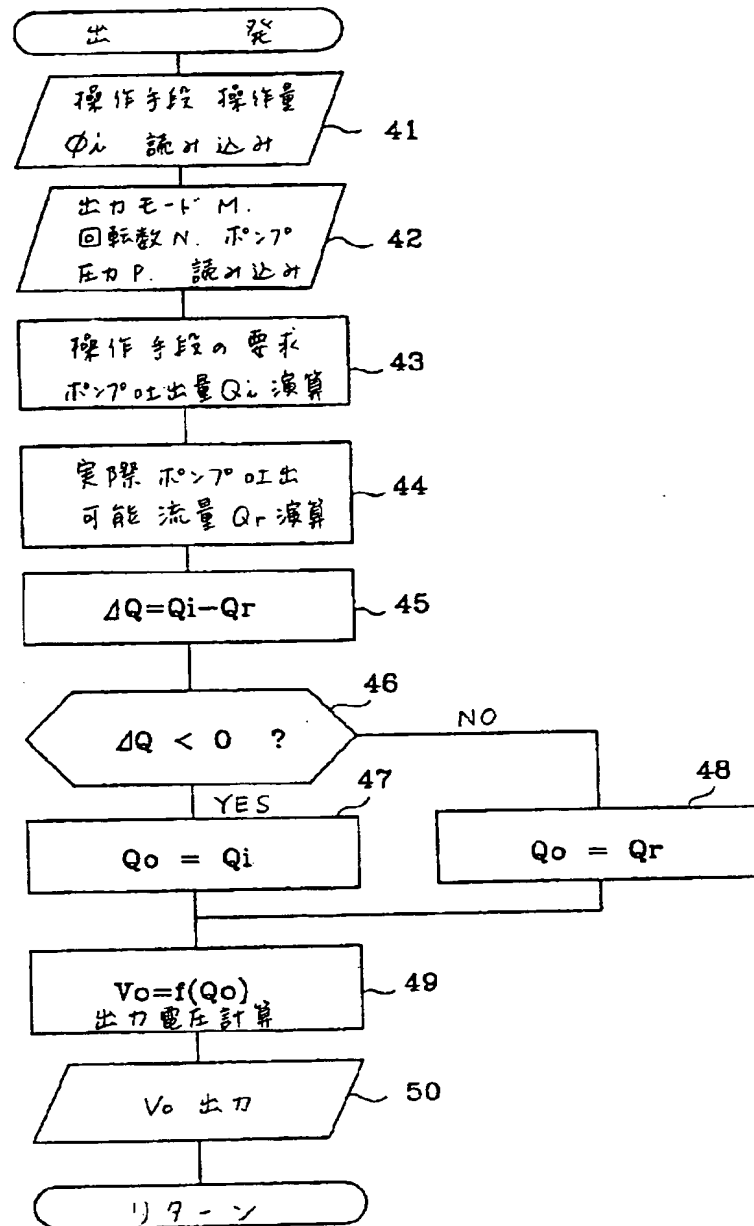 出 発
操作手段 操作量
φi 読み込み
41
出力モード M.
回転数 N. ポンプ
圧力 P. 読み込み
42
操作手段の要求
ポンプ吐出量Qi演算
43
実際ポンプ吐出
可能流量Qr演算
44
ΔQ=Qi-Qr
45
46
ΔQ < 0 ?
NO
YES
47
Qo = Qi
48
Qo = Qr
Vo=f(Qo)
出力電圧計算
49
Vo 出力
50
リターン